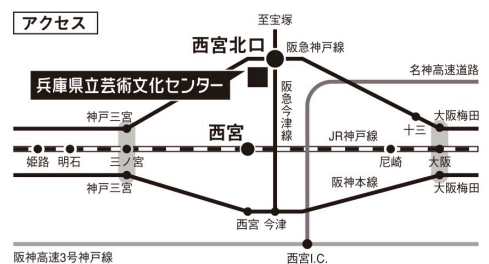 アクセス
至宝塚
西宮北口
阪急神戸線
兵庫県立芸術文化センター
名神高速道路
阪急今津線
神戸三宮
十三
大阪梅田
西宮
JR神戸線
姫路
明石
三ノ宮
尼崎
大阪
神戸三宮
阪神本線
大阪梅田
西宮
今津
阪神高速3号神戸線
西宮I.C.